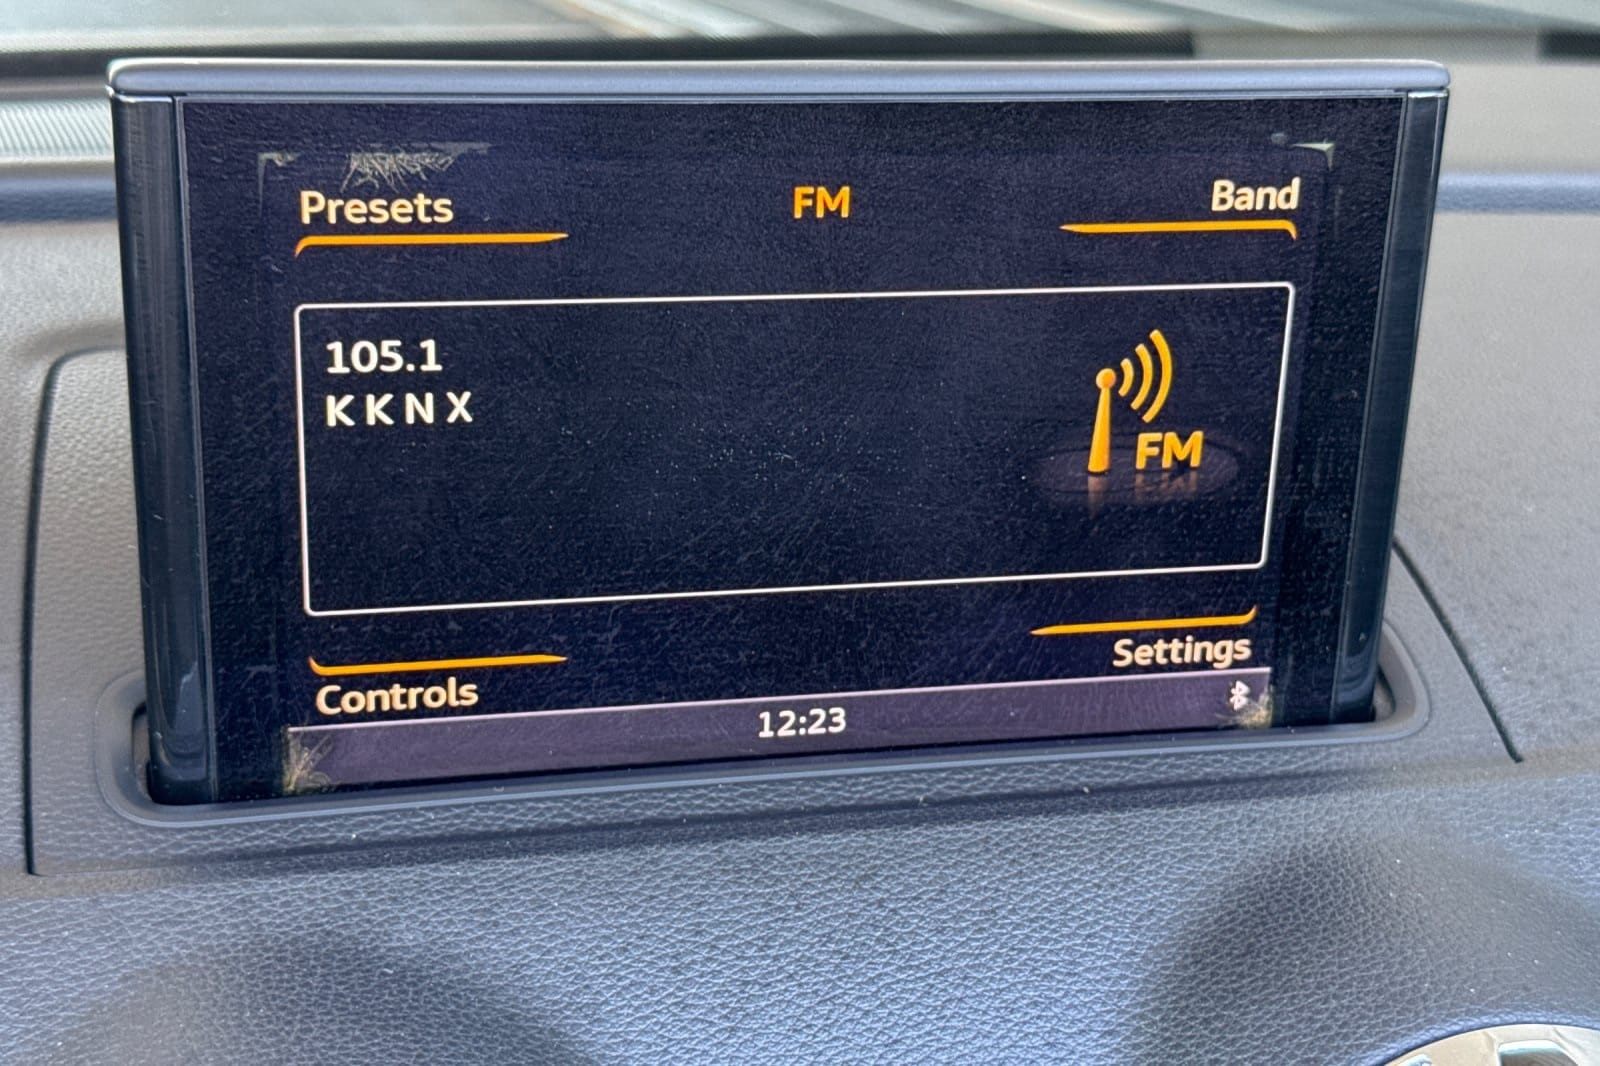 Presets
FM
Band
105.1
KKNX
FM
Controls
Settings
12:23